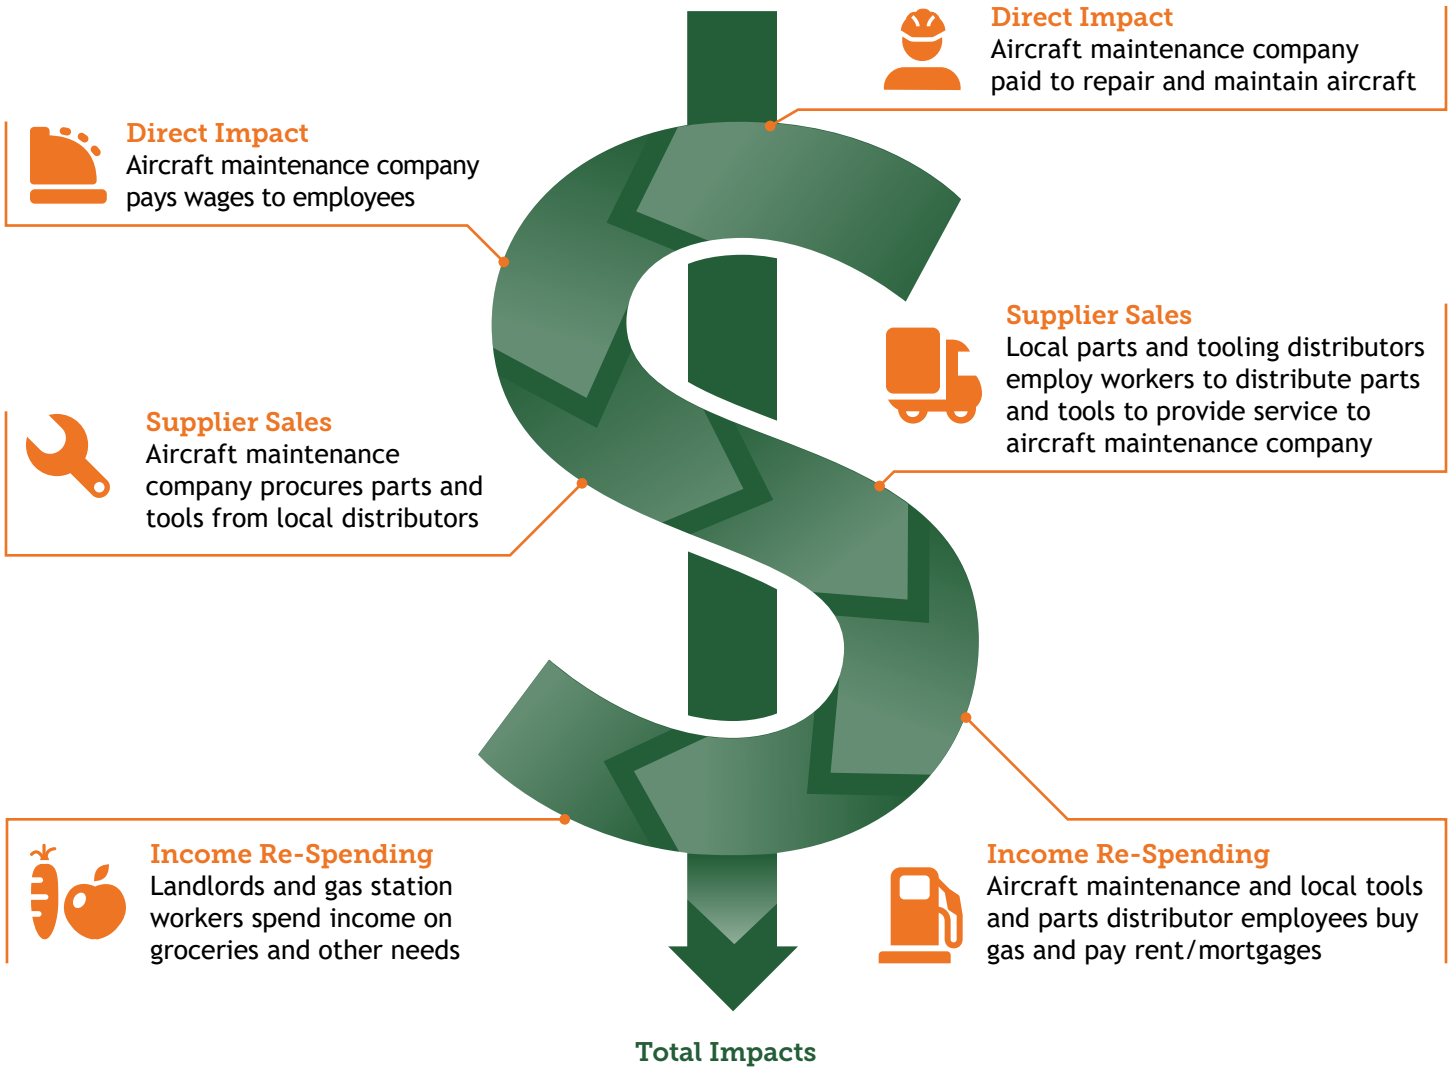 Direct Impact
Aircraft maintenance company
paid to repair and maintain aircraft
Direct Impact
Aircraft maintenance company
pays wages to employees
Supplier Sales
Local parts and tooling distributors
employ workers to distribute parts
and tools to provide service to
aircraft maintenance company
Supplier Sales
Aircraft maintenance
company procures parts and
tools from local distributors
Income Re-Spending
Landlords and gas station
workers spend income on
groceries and other needs
Income Re-Spending
Aircraft maintenance and local tools
and parts distributor employees buy
gas and pay rent/mortgages
Total Impacts